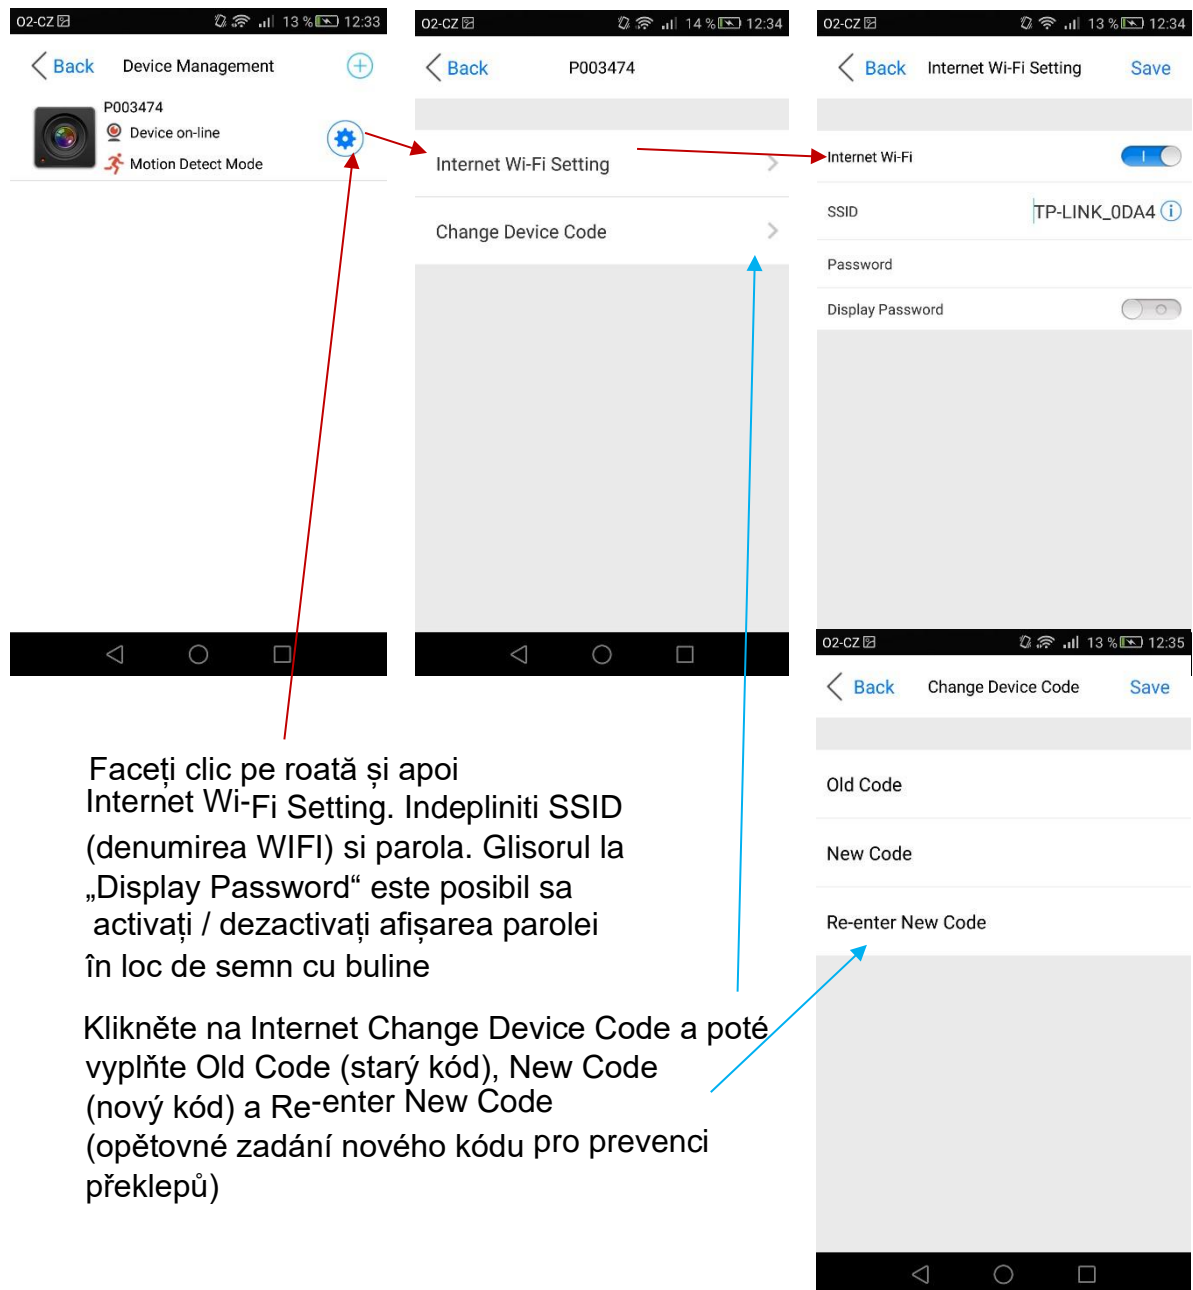 O2-CZ 13 % 12:33
Back Device Management
P003474
Device on-line
Motion Detect Mode
O2-CZ 14 % 12:34
Back P003474
Internet Wi-Fi Setting
Change Device Code
O2-CZ 13 % 12:34
Back Internet Wi-Fi Setting Save
Internet Wi-Fi
SSID TP-LINK_0DA4
Password
Display Password
O2-CZ 13 % 12:35
Back Change Device Code Save
Old Code
New Code
Re-enter New Code
Faceți clic pe roată și apoi
Internet Wi-Fi Setting. Indepliniti SSID
(denumirea WIFI) si parola. Glisorul la
„Display Password“ este posibil sa
activați / dezactivați afișarea parolei
în loc de semn cu buline
Klikněte na Internet Change Device Code a poté
vyplňte Old Code (starý kód), New Code
(nový kód) a Re-enter New Code
(opětovné zadání nového kódu pro prevenci
překlepů)